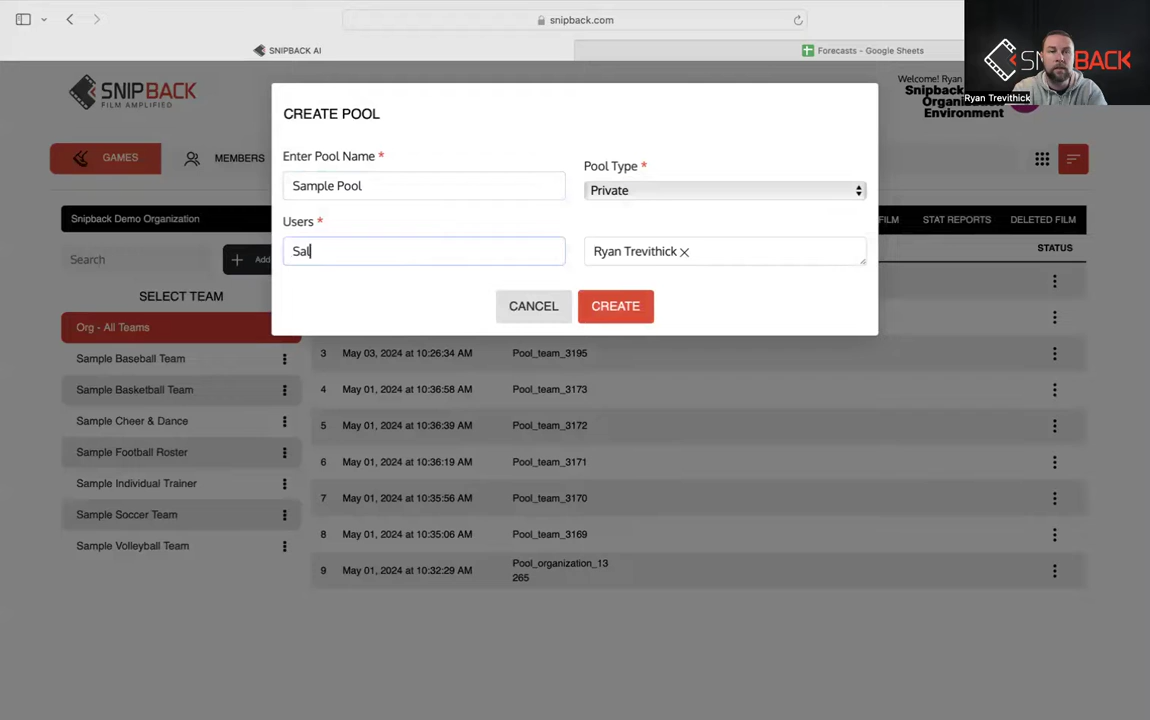 snipback.com
SNIPBACK AI
Forecasts - Google Sheets
SNIPBACK
Ryan Trevithick
SNIPBACK
FILM AMPLIFIED
Welcome! Ryan
Snipback
Organization
Environment
GAMES
MEMBERS
CREATE POOL
Enter Pool Name *
Sample Pool
Pool Type *
Private
Users *
Sal
Ryan Trevithick
CANCEL
CREATE
Snipback Demo Organization
FILM
STAT REPORTS
DELETED FILM
Search
Add
STATUS
SELECT TEAM
Org - All Teams
Sample Baseball Team
Sample Basketball Team
Sample Cheer & Dance
Sample Football Roster
Sample Individual Trainer
Sample Soccer Team
Sample Volleyball Team
3 May 03, 2024 at 10:26:34 AM Pool_team_3195
4 May 01, 2024 at 10:36:58 AM Pool_team_3173
5 May 01, 2024 at 10:36:39 AM Pool_team_3172
6 May 01, 2024 at 10:36:19 AM Pool_team_3171
7 May 01, 2024 at 10:35:56 AM Pool_team_3170
8 May 01, 2024 at 10:35:06 AM Pool_team_3169
9 May 01, 2024 at 10:32:29 AM Pool_organization_13
265